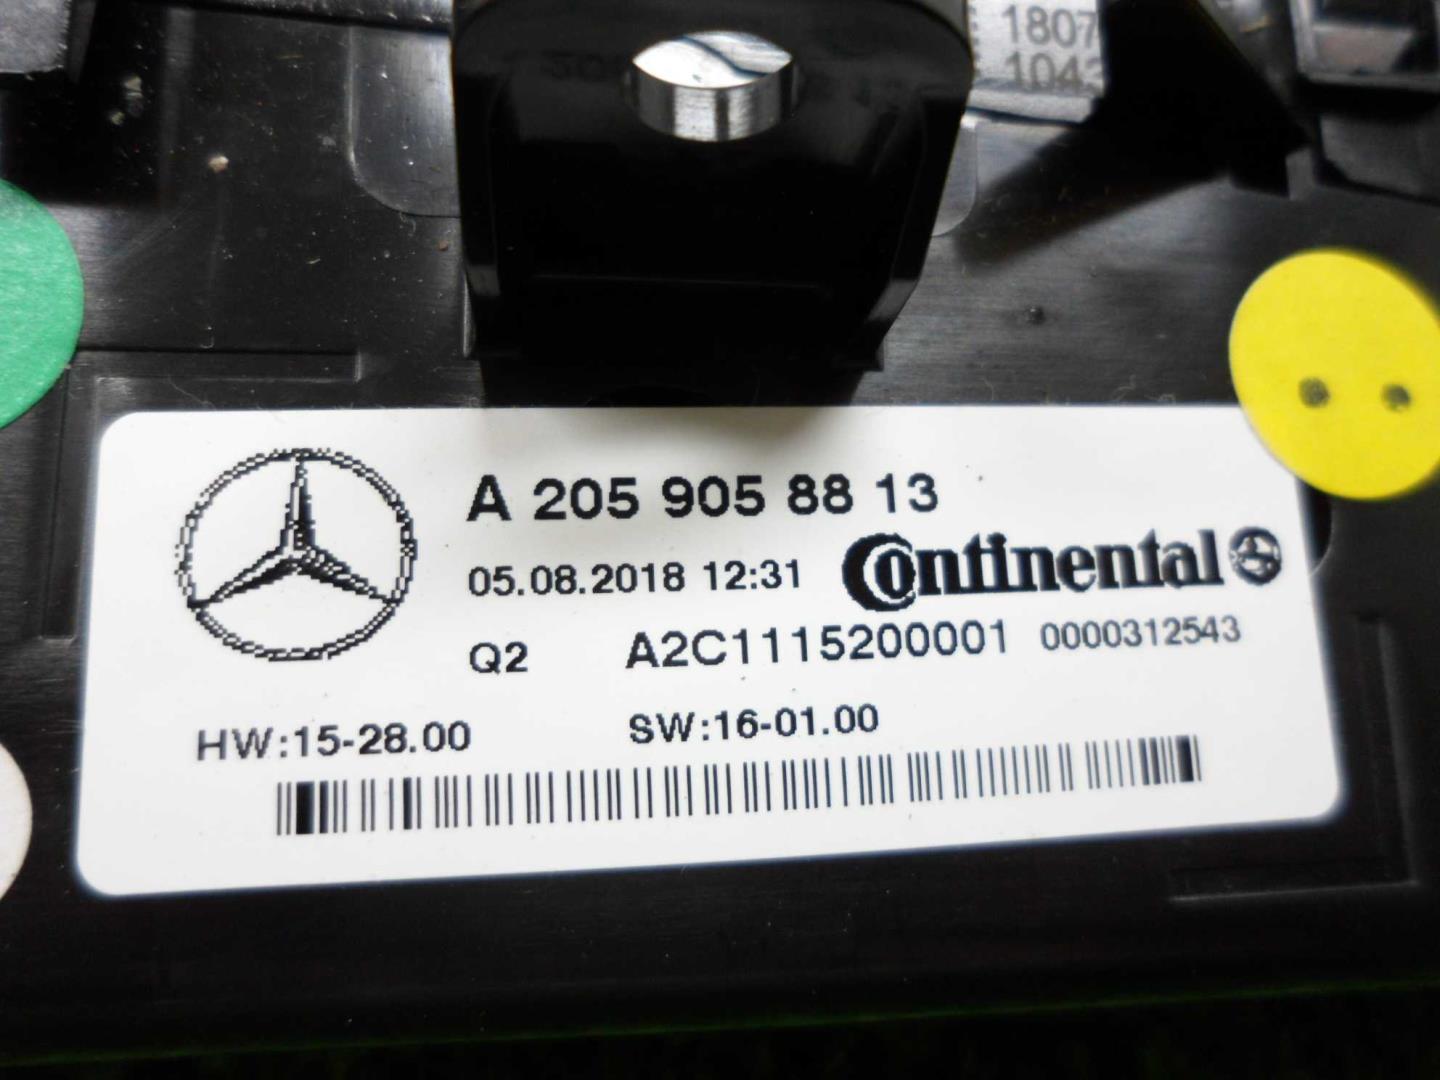 1807
1043
A 205 905 88 13
05.08.2018 12:31
Continental
Q2 A2C1115200001 0000312543
HW:15-28.00 SW:16-01.00